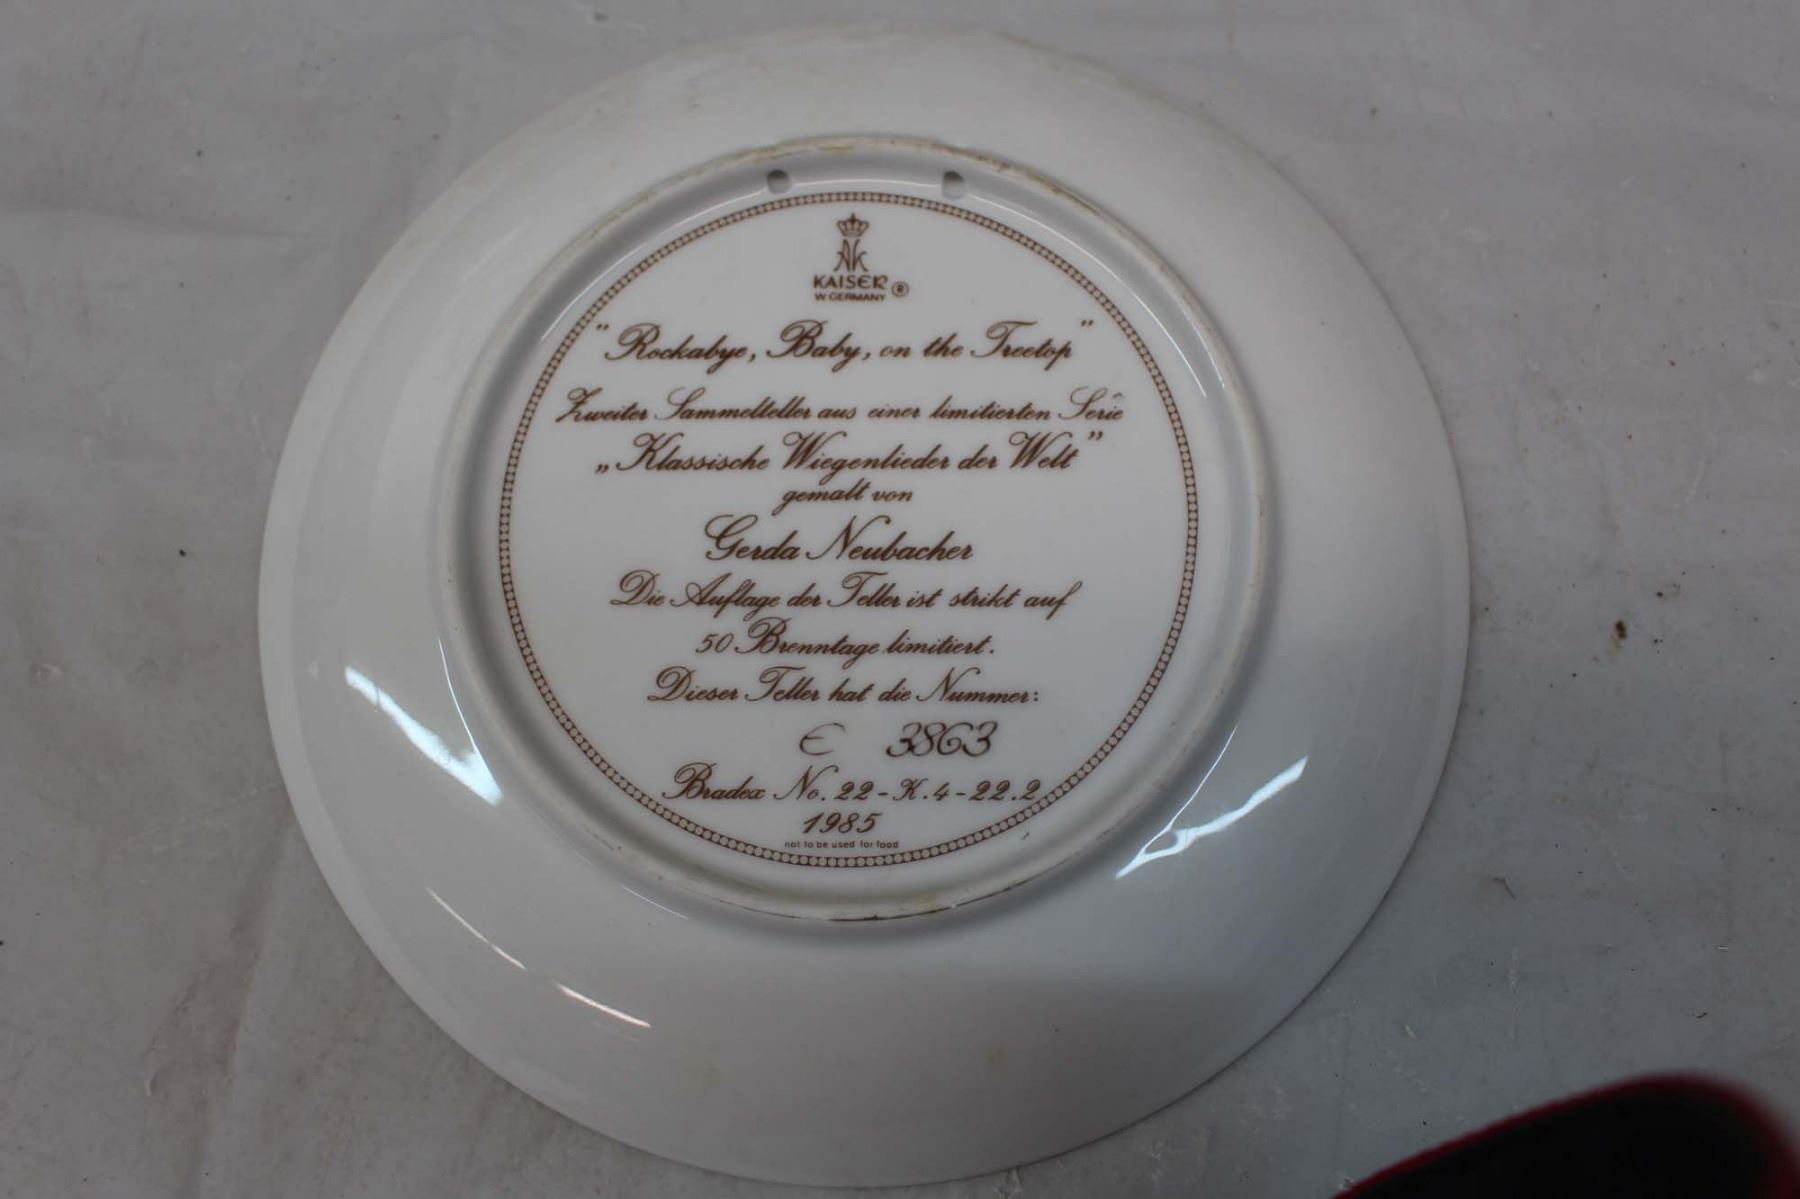 AK
KAISER ®
W. GERMANY
"Rockabye, Baby, on the Treetop"
Zweiter Sammelteller aus einer limitierten Serie
„Klassische Wiegenlieder der Welt”
gemalt von
Gerda Neubacher
Die Auflage der Teller ist strikt auf
50 Brenntage limitiert.
Dieser Teller hat die Nummer:
E 3863
Bradex No. 22-K.4-22.2
1985
not to be used for food